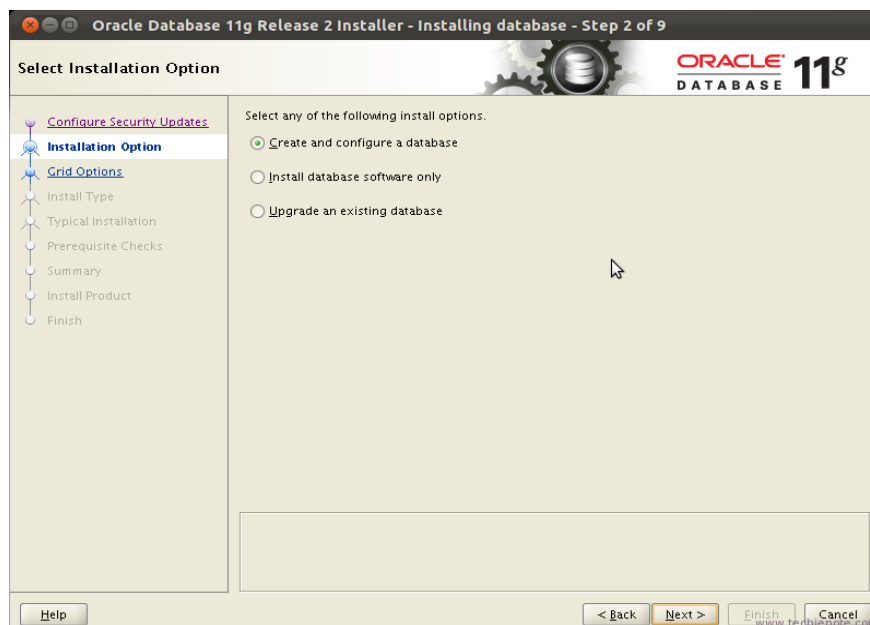 Oracle Database 11g Release 2 Installer - Installing database - Step 2 of 9
Select Installation Option
ORACLE
DATABASE
11g
Configure Security Updates
Installation Option
Grid Options
Install Type
Typical Installation
Prerequisite Checks
Summary
Install Product
Finish
Select any of the following install options.
Create and configure a database
Install database software only
Upgrade an existing database
Help
< Back
Next >
Finish
Cancel
www.techienote.com